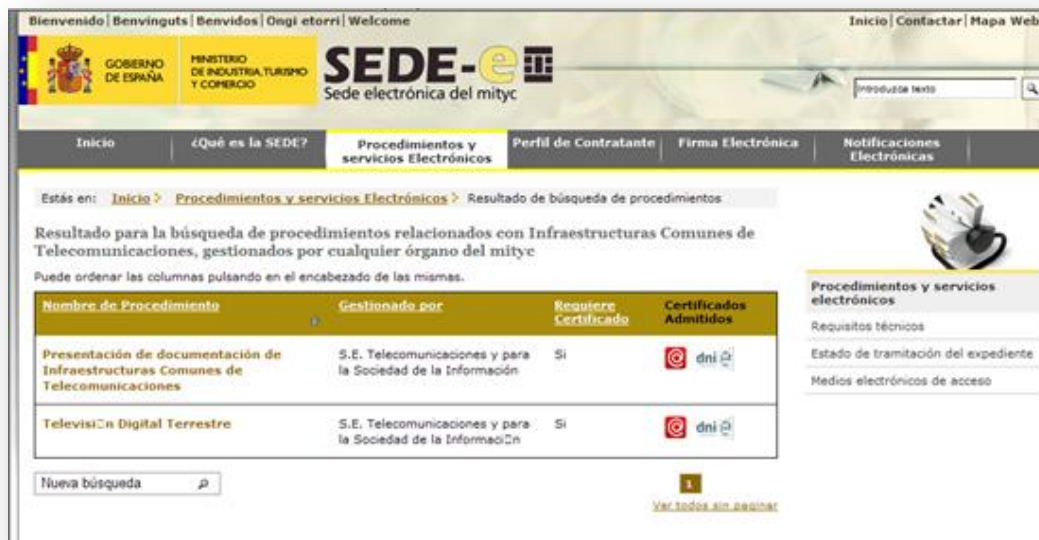 Bienvenido | Benvinguts | Benvidos | Ongi etorri | Welcome
Inicio | Contactar | Mapa Web
GOBIERNO
DE ESPAÑA
MINISTERIO
DE INDUSTRIA, TURISMO
Y COMERCIO
SEDE-e
Sede electrónica del mityc
Introduzca texto
Inicio
¿Qué es la SEDE?
Procedimientos y
servicios Electrónicos
Perfil de Contratante
Firma Electrónica
Notificaciones
Electrónicas
Estás en: Inicio > Procedimientos y servicios Electrónicos > Resultado de búsqueda de procedimientos
Resultado para la búsqueda de procedimientos relacionados con Infraestructuras Comunes de
Telecomunicaciones, gestionados por cualquier órgano del mityc
Puede ordenar las columnas pulsando en el encabezado de las mismas.
Nombre de Procedimiento
Gestionado por
Requiere
Certificado
Certificados
Admitidos
Presentación de documentación de
Infraestructuras Comunes de
Telecomunicaciones
S.E. Telecomunicaciones y para
la Sociedad de la Información
Si
@ dni e
Televisi□n Digital Terrestre
S.E. Telecomunicaciones y para
la Sociedad de la Informaci□n
Si
@ dni e
Nueva búsqueda
1
Ver todos sin paginar
Procedimientos y servicios
electrónicos
Requisitos técnicos
Estado de tramitación del expediente
Medios electrónicos de acceso